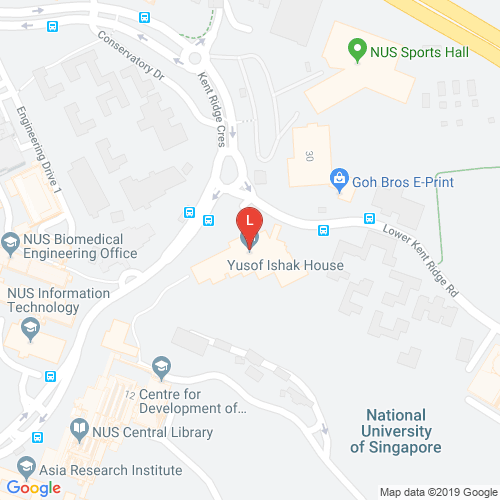 NUS Sports Hall
Conservatory Dr
Kent Ridge Cres
Engineering Drive 1
30
Goh Bros E-Print
L
Lower Kent Ridge Rd
NUS Biomedical
Engineering Office
Yusof Ishak House
NUS Information
Technology
12
Centre for
Development of...
NUS Central Library
National
University
of Singapore
Asia Research Institute
Google
Map data ©2019 Google